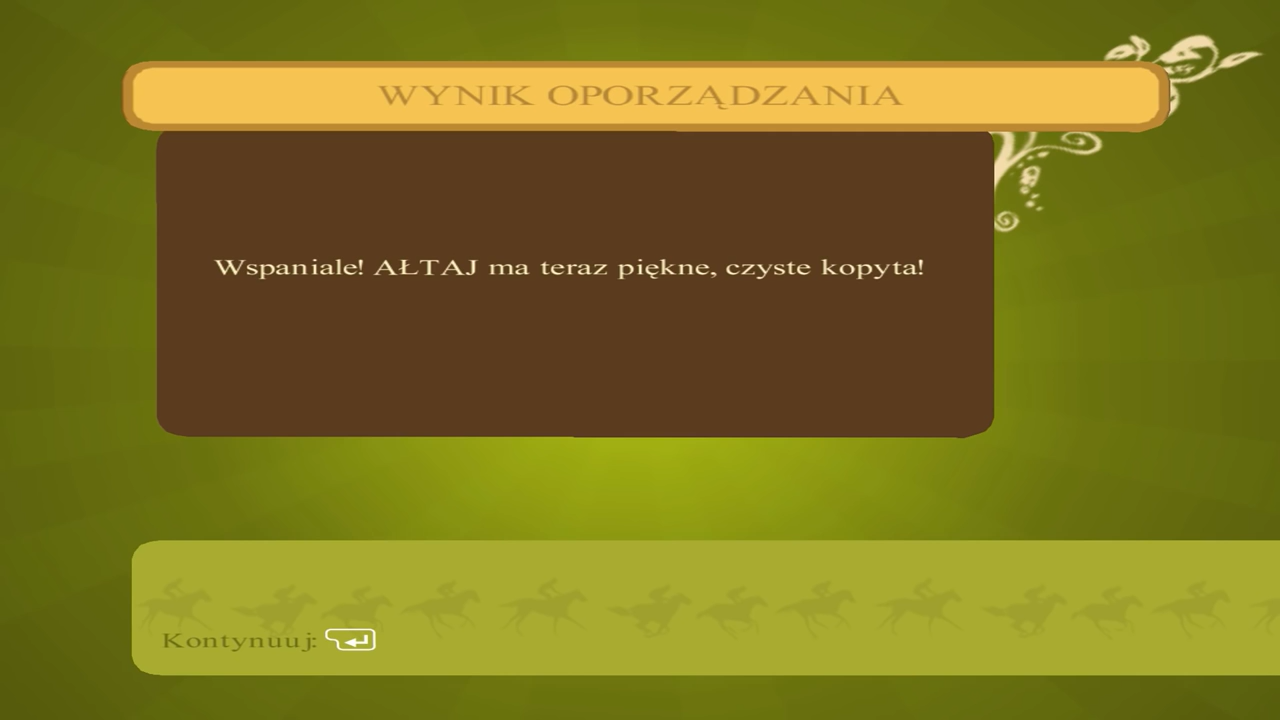 WYNIK OPORZĄDZANIA
Wspaniale! AŁTAJ ma teraz piękne, czyste kopyta!
Kontynuuj: